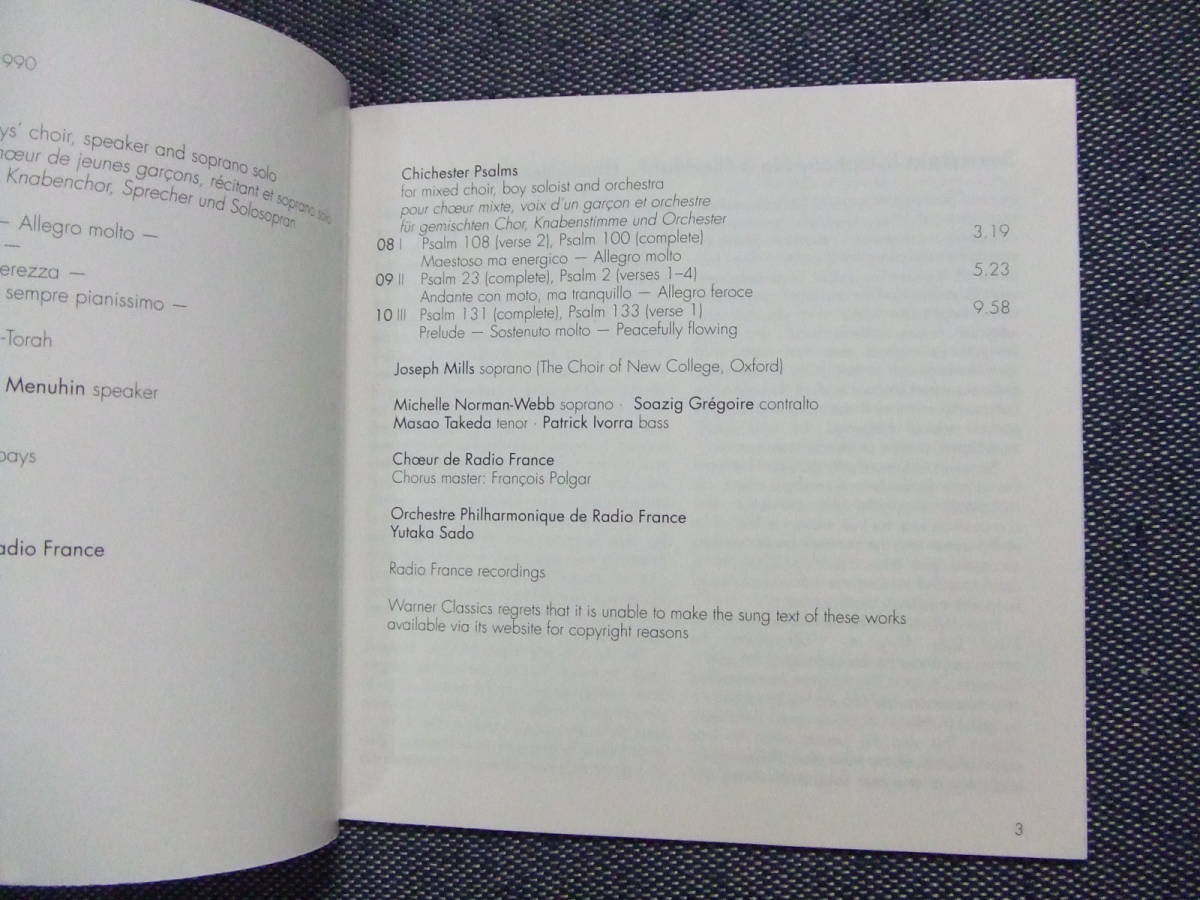 990
ys' choir, speaker and soprano solo
hœur de jeunes garçons, récitant et soprano solo
Knabenchor, Sprecher und Solosopran
— Allegro molto —
—
erezza —
sempre pianissimo —
-Torah
Menuhin speaker
pays
adio France
Chichester Psalms
for mixed choir, boy soloist and orchestra
pour chœur mixte, voix d'un garçon et orchestre
für gemischten Chor, Knabenstimme und Orchester
08 I Psalm 108 (verse 2), Psalm 100 (complete) 3.19
Maestoso ma energico — Allegro molto
09 II Psalm 23 (complete), Psalm 2 (verses 1–4) 5.23
Andante con moto, ma tranquillo — Allegro feroce
10 III Psalm 131 (complete), Psalm 133 (verse 1) 9.58
Prelude — Sostenuto molto — Peacefully flowing
Joseph Mills soprano (The Choir of New College, Oxford)
Michelle Norman-Webb soprano · Soazig Grégoire contralto
Masao Takeda tenor · Patrick Ivorra bass
Chœur de Radio France
Chorus master: François Polgar
Orchestre Philharmonique de Radio France
Yutaka Sado
Radio France recordings
Warner Classics regrets that it is unable to make the sung text of these works
available via its website for copyright reasons
3